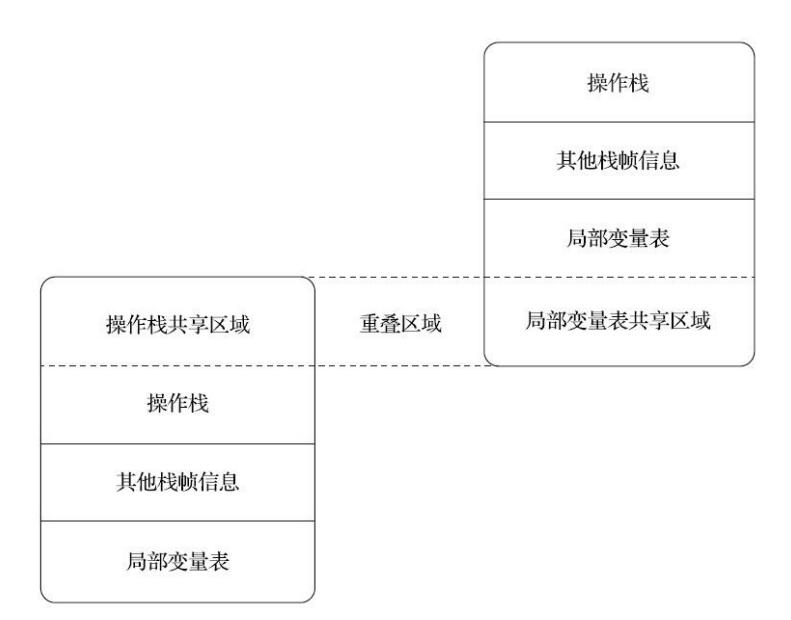 操作栈
其他栈帧信息
局部变量表
操作栈共享区域
重叠区域
局部变量表共享区域
操作栈
其他栈帧信息
局部变量表